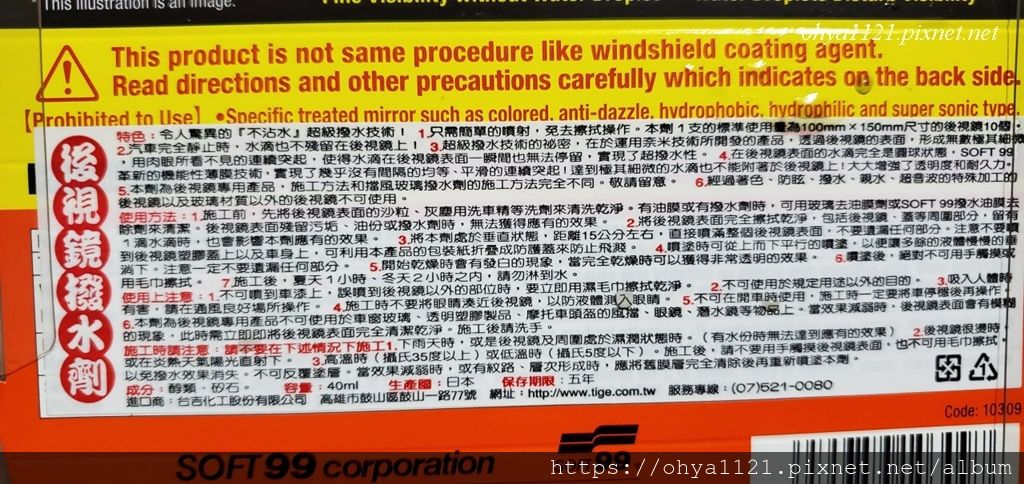 This illustration is an image.
Fine Visibility Without Water Droplet
Water Droplets Distant Visibility
ohya1121.pixnet.net
This product is not same procedure like windshield coating agent.
Read directions and other precautions carefully which indicates on the back side.
[Prohibited to Use] •Specific treated mirror such as colored, anti-dazzle, hydrophobic, hydrophilic and super sonic type.
後視鏡撥水劑
特色：令人驚異的『不沾水』超級撥水技術！ 1.只需簡單的噴射，免去擦拭操作。本劑1支的標準使用量為100mm×150mm尺寸的後視鏡10個。
2.汽車完全靜止時，水滴也不殘留在後視鏡上！ 3.超級撥水技術的祕密，在於運用奈米技術所開發的產品，透過後視鏡的表面，形成無數極其細微
，用肉眼所看不見的連續突起，使得水滴在後視鏡表面一瞬間也無法停留，實現了超撥水性。 4.在後視鏡表面的水滴完全是圓球狀態，SOFT 99
革新的機能性薄膜技術，實現了幾乎沒有間隔的均等、平滑的連續突起！達到極其細微的水滴也不能附著於後視鏡上！大大增強了透明度和耐久力。
5.本劑為後視鏡專用產品，施工方法和擋風玻璃撥水劑的施工方法完全不同。敬請留意。 6.經過著色、防眩、撥水、親水、超音波的特殊加工的
後視鏡以及玻璃材質以外的後視鏡不可使用。
使用方法：1.施工前，先將後視鏡表面的沙粒、灰塵用洗車精等洗劑來清洗乾淨。有油膜或有撥水劑時，可用玻璃去油膜劑或SOFT 99撥水油膜去
除劑來清潔。後視鏡表面殘留污垢、油份或撥水劑時，無法獲得應有的效果。 2.將後視鏡表面完全擦拭乾淨，包括後視鏡、蓋等周圍部分，留有
1滴水滴時，也會影響本劑應有的效果。 3.將本劑處於垂直狀態，距離15公分左右，直接噴滿整個後視鏡表面，不要遺漏任何部分。注意不要噴
到後視鏡塑膠蓋上以及車身上，可利用本產品的包裝紙折疊成防護蓋來防止飛濺。 4.噴塗時可從上而下平行的噴塗，以便讓多餘的液體慢慢的垂
淌下。注意一定不要遺漏任何部分。 5.開始乾燥時會有發白的現象，當完全乾燥時可以獲得非常透明的效果。 6.噴塗後，絕對不可用手觸摸或
用毛巾擦拭。 7.施工後，夏天1小時、冬天2小時之內，請勿淋到水。
使用上注意：1.不可噴到車漆上，誤噴到後視鏡以外的部位時，要立即用濕毛巾擦拭乾淨。 2.不可使用於規定用途以外的目的。 3.吸入人體時
有害，請在通風良好場所操作。 4.施工時不要將眼睛湊近後視鏡，以防液體測入眼睛。 5.不可在開車時使用，施工時一定要將車停穩後再操作。
6.本劑為後視鏡專用產品不可使用於車窗玻璃、透明塑膠製品、摩托車頭盔的風擋、眼鏡、潛水鏡等物品上。當效果減弱時，後視鏡面會有模糊
的現象，此時需立即即將後視鏡表面完全清潔乾淨。施工後請洗手。
施工時請注意：請不要在下述情況下施工1.下雨天時，或是後視鏡及周圍處於濕潤狀態時。（有水份時無法達到應有的效果） 2.後視鏡很燙時，
或在炎熱天氣陽光直射下。 3.高溫時（攝氏35度以上）或低溫時（攝氏5度以下）。施工後，請不要用手觸摸後視鏡表面，也不可用毛巾擦拭，
以免撥水效果消失。不可反覆塗層。當效果減弱時，或有紋路、層次形成時，應將舊膜層完全清除後再重新噴塗本劑。
成分：醇類、矽石。 容量：40ml 生產國：日本 保存期限：五年
進口商：台吉化工股份有限公司 高雄市鼓山區鼓山一路77號 網址：http://www.tige.com.tw 服務專線：(07)521-0080
Code: 10309
SOFT99 corporation
99
https://ohya1121.pixnet.net/album